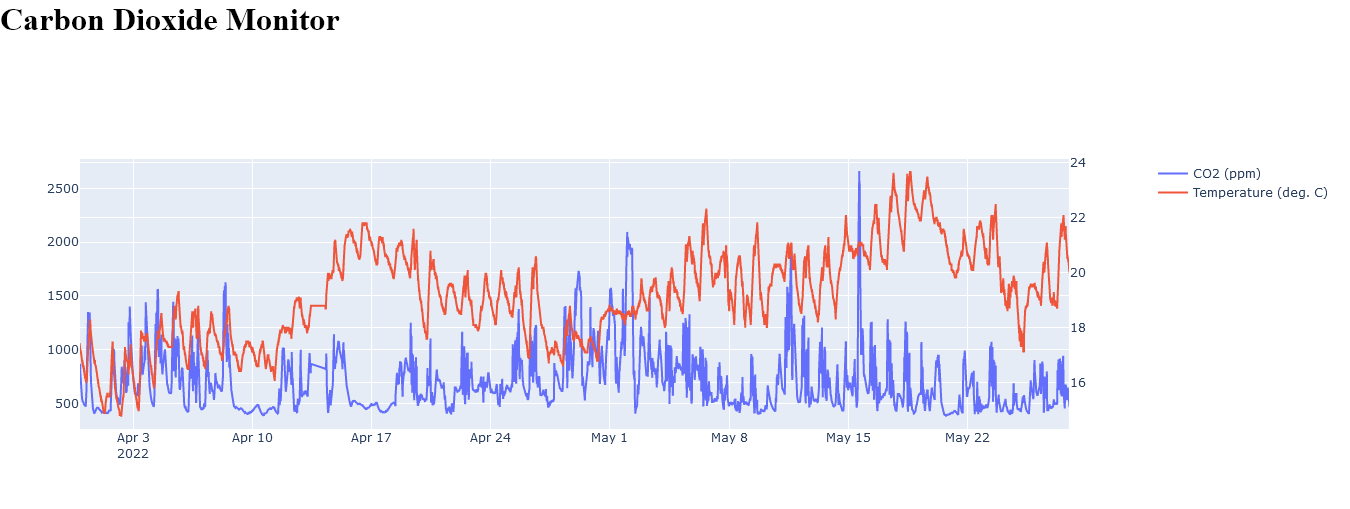 Carbon Dioxide Monitor
24
CO2 (ppm)
2500
Temperature (deg. C)
22
2000
20
1500
18
1000
16
500
Apr 3 Apr 10 Apr 17 Apr 24 May 1 May 8 May 15 May 22
2022